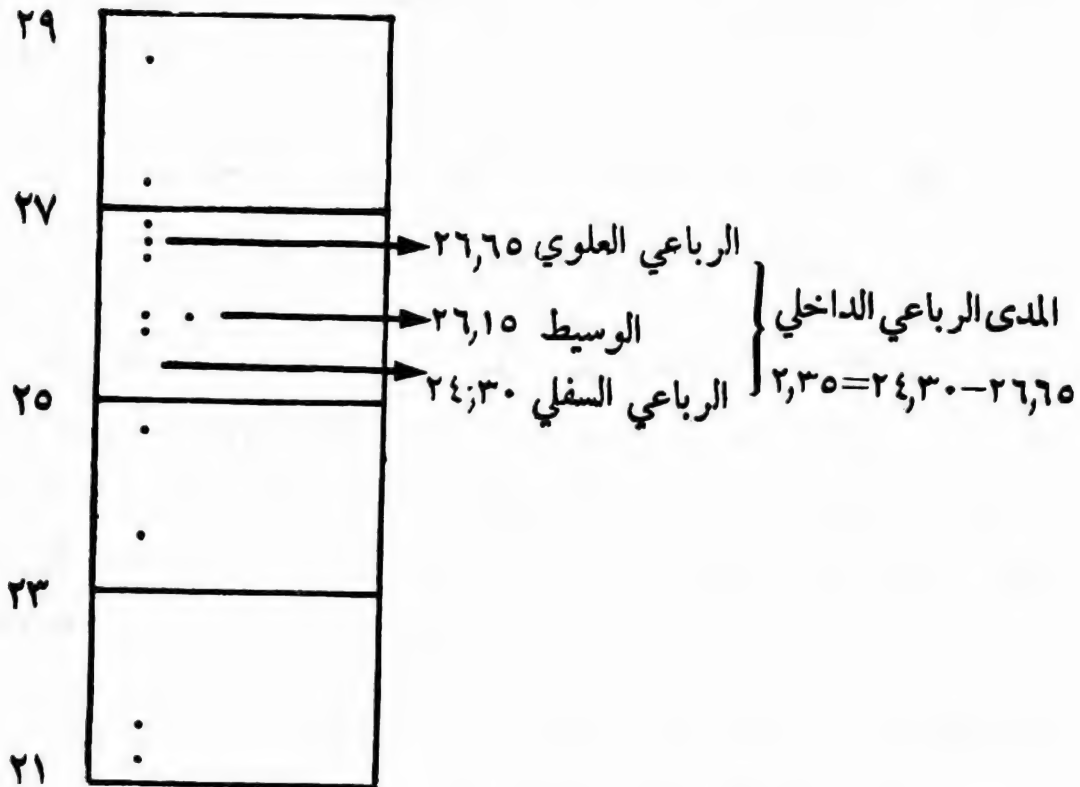 ٢٩
٢٧
الرباعي العلوي ٢٦,٦٥
الوسيط ٢٦,١٥
المدى الرباعي الداخلي
٢٦,٦٥−٢٤,٣٠=٢,٣٥
الرباعي السفلي ٢٤;٣٠
٢٥
٢٣
٢١